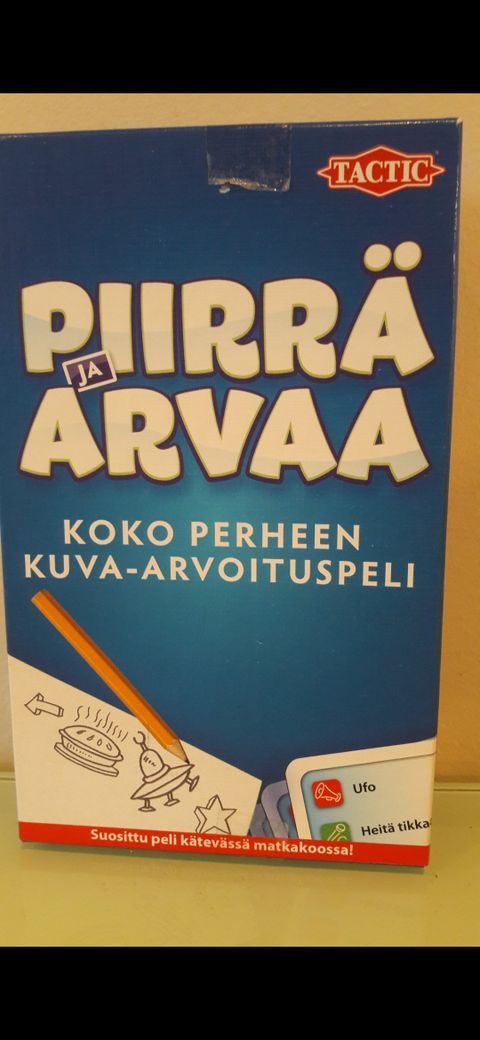 TACTIC
PIIRRÄ
JA
ARVAA
KOKO PERHEEN
KUVA-ARVOITUSPELI
Ufo
Heitä tikka
Suosittu peli kätevässä matkakoossa!